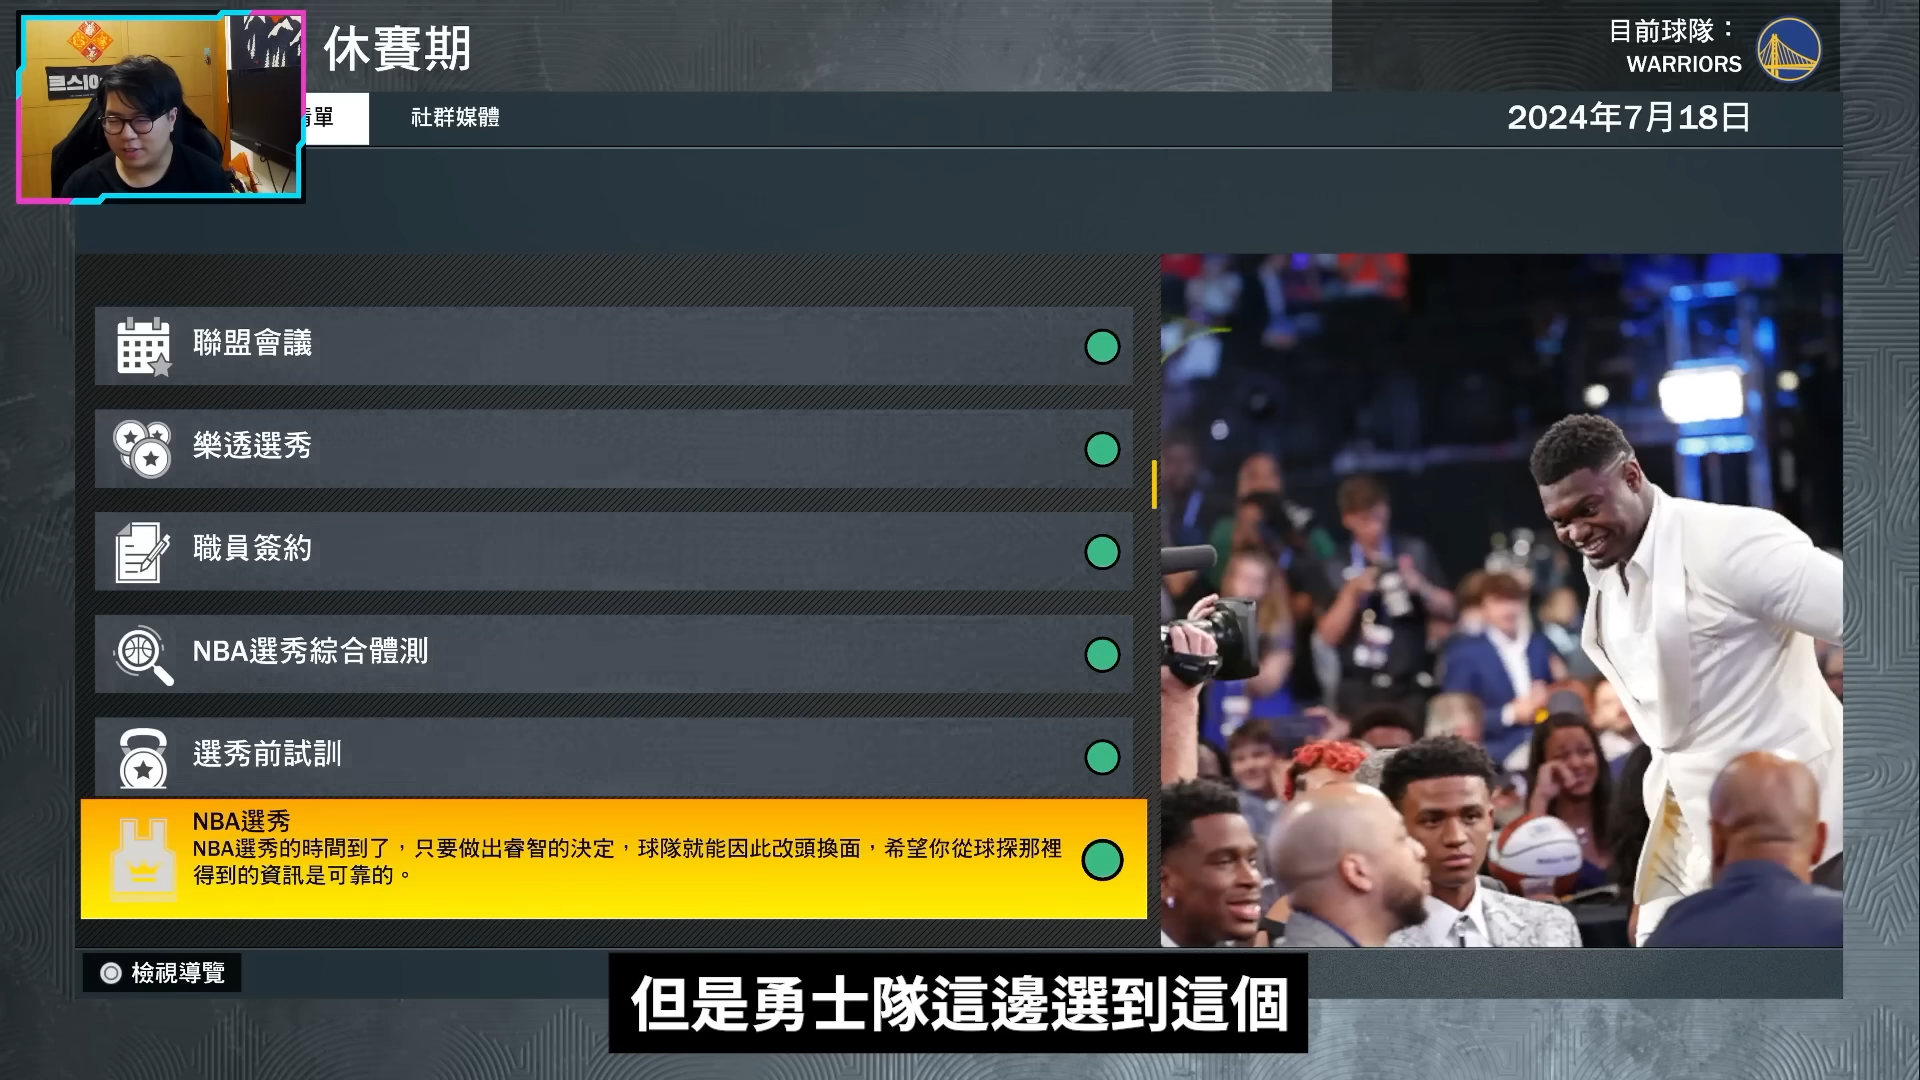 休賽期
目前球隊：
WARRIORS
清單
社群媒體
2024年7月18日
聯盟會議
樂透選秀
職員簽約
NBA選秀綜合體測
選秀前試訓
NBA選秀
NBA選秀的時間到了，只要做出睿智的決定，球隊就能因此改頭換面，希望你從球探那裡
得到的資訊是可靠的。
檢視導覽
但是勇士隊這邊選到這個